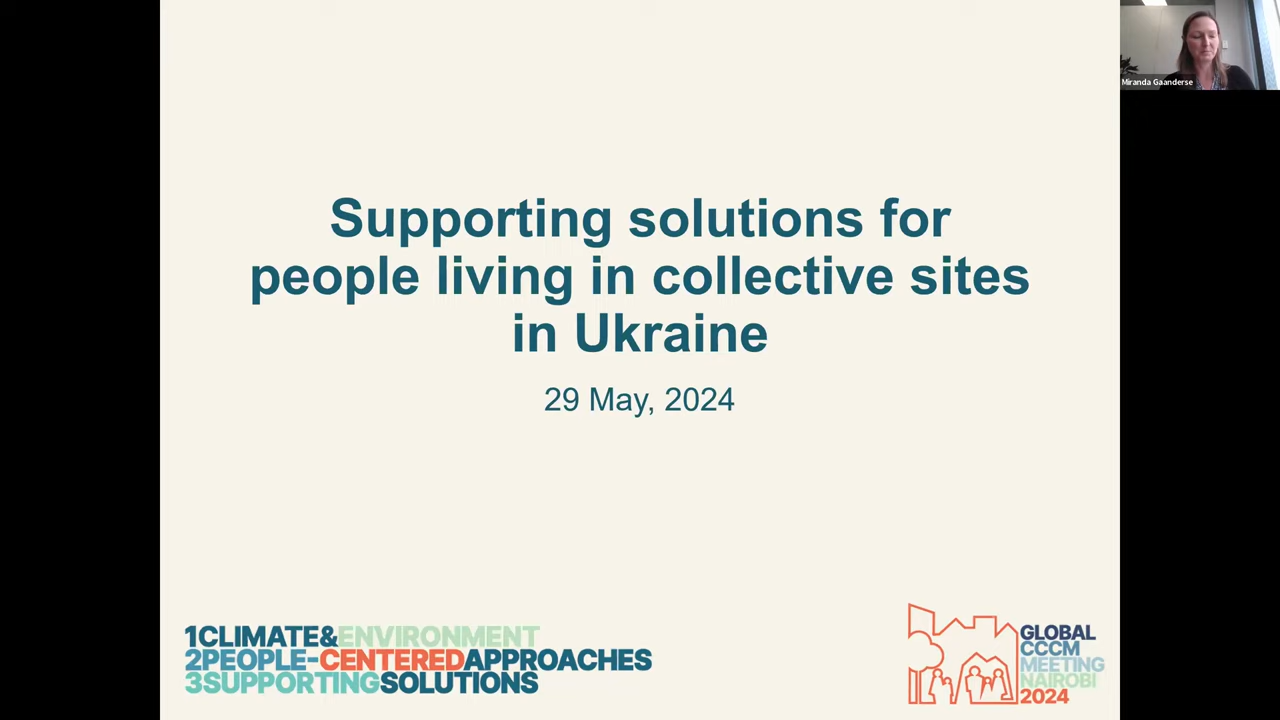 Miranda Gaanderse
Supporting solutions for
people living in collective sites
in Ukraine
29 May, 2024
1CLIMATE&ENVIRONMENT
2PEOPLE-CENTEREDAPPROACHES
3SUPPORTINGSOLUTIONS
GLOBAL
CCCM
MEETING
NAIROBI
2024